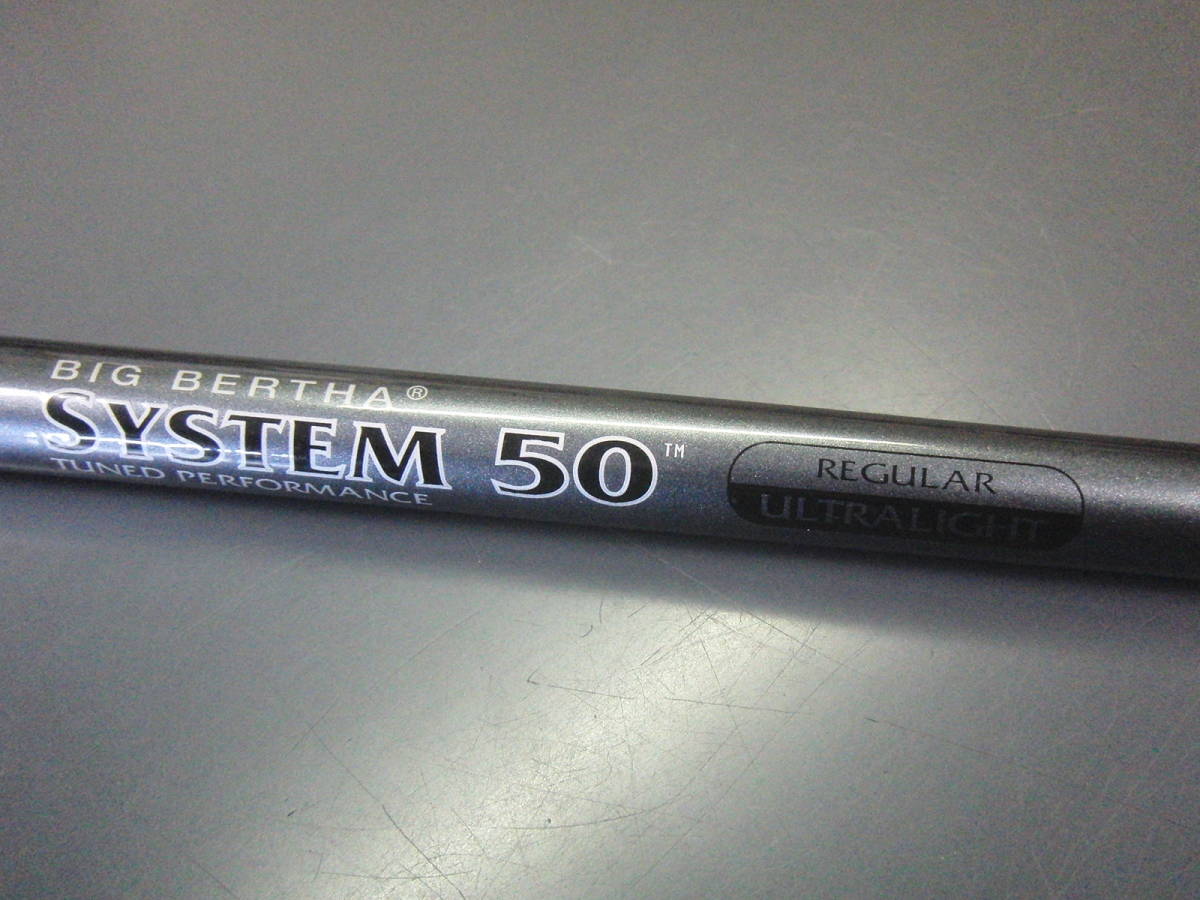 BIG BERTHA®
SYSTEM 50™
TUNED PERFORMANCE
REGULAR
ULTRALIGHT